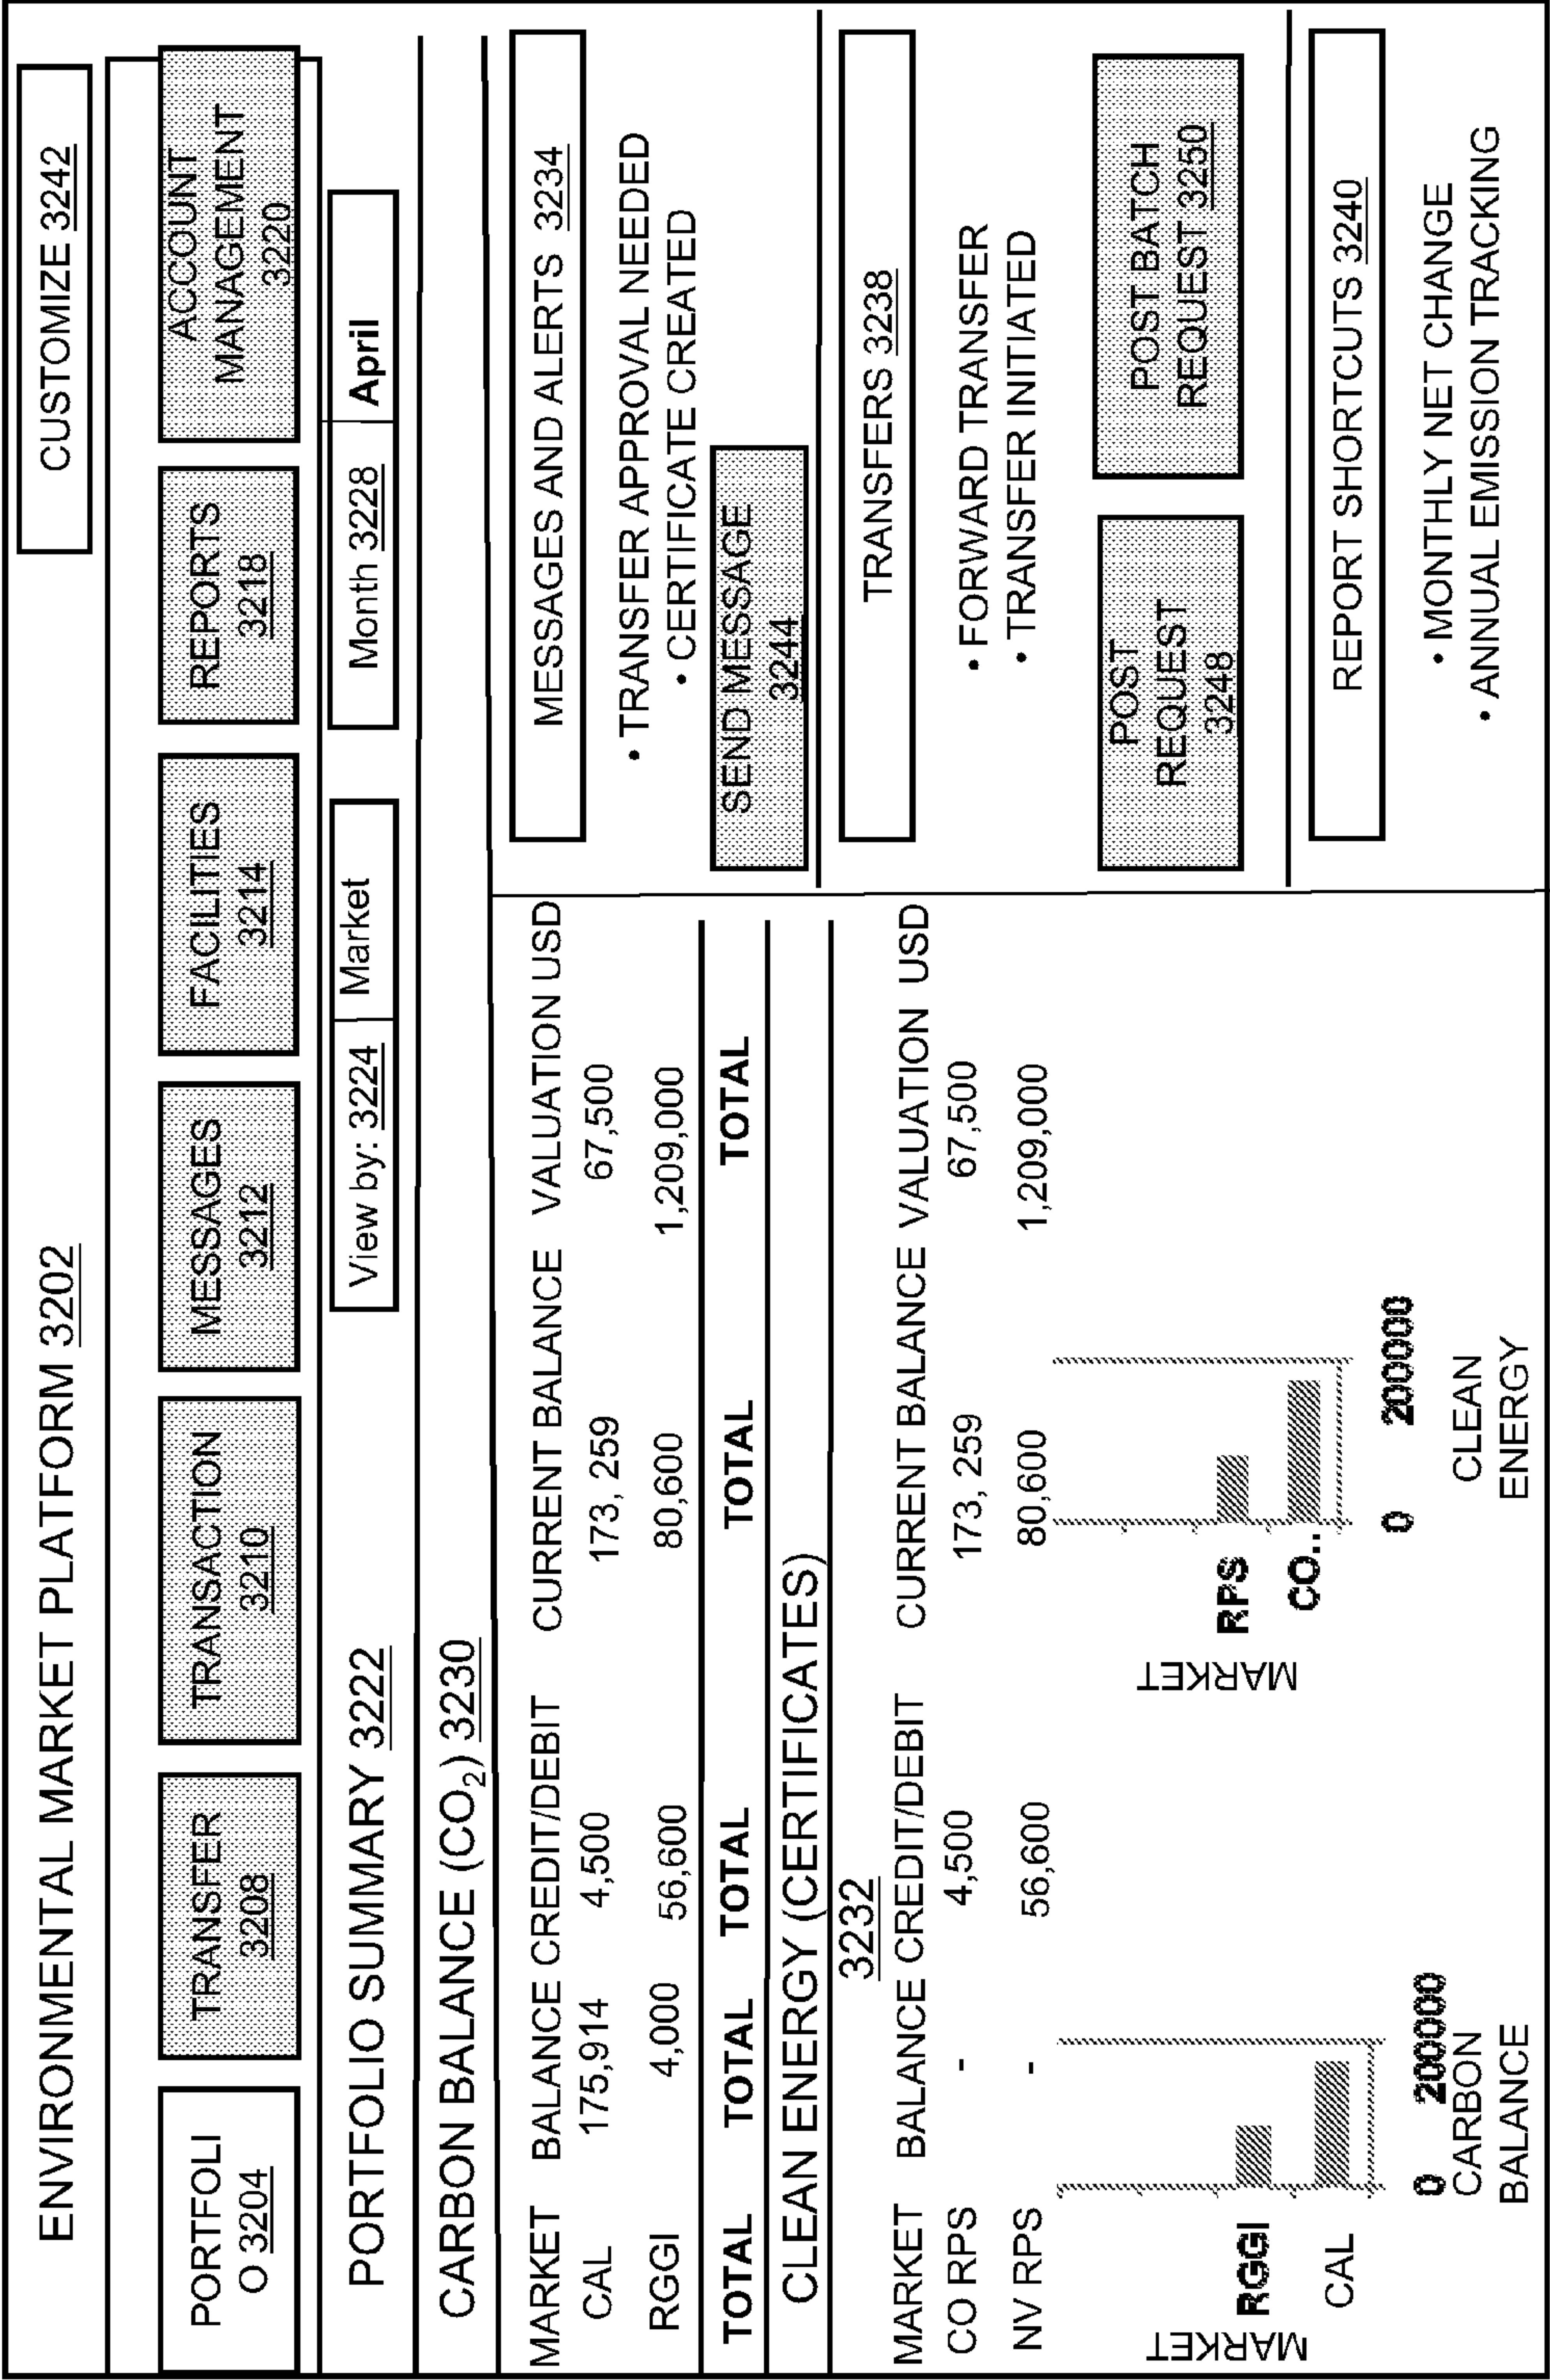 ENVIRONMENTAL MARKET PLATFORM 3202
CUSTOMIZE 3242
PORTFOLI
O 3204
TRANSFER
3208
TRANSACTION
3210
MESSAGES
3212
FACILITIES
3214
REPORTS
3218
ACCOUNT
MANAGEMENT
3220
PORTFOLIO SUMMARY 3222
View by: 3224 Market
Month 3228 April
CARBON BALANCE (CO2) 3230
MARKET BALANCE CREDIT/DEBIT CURRENT BALANCE VALUATION USD
CAL 175,914 4,500 173, 259 67,500
RGGI 4,000 56,600 80,600 1,209,000
TOTAL TOTAL TOTAL TOTAL TOTAL
CLEAN ENERGY (CERTIFICATES)
3232
MARKET BALANCE CREDIT/DEBIT CURRENT BALANCE VALUATION USD
CO RPS - 4,500 173, 259 67,500
NV RPS - 56,600 80,600 1,209,000
MARKET
RGGI
CAL
0 200000
CARBON
BALANCE
MARKET
RPS
CO..
0 200000
CLEAN
ENERGY
MESSAGES AND ALERTS 3234
• TRANSFER APPROVAL NEEDED
• CERTIFICATE CREATED
SEND MESSAGE
3244
TRANSFERS 3238
• FORWARD TRANSFER
• TRANSFER INITIATED
POST
REQUEST
3248
POST BATCH
REQUEST 3250
REPORT SHORTCUTS 3240
• MONTHLY NET CHANGE
• ANNUAL EMISSION TRACKING